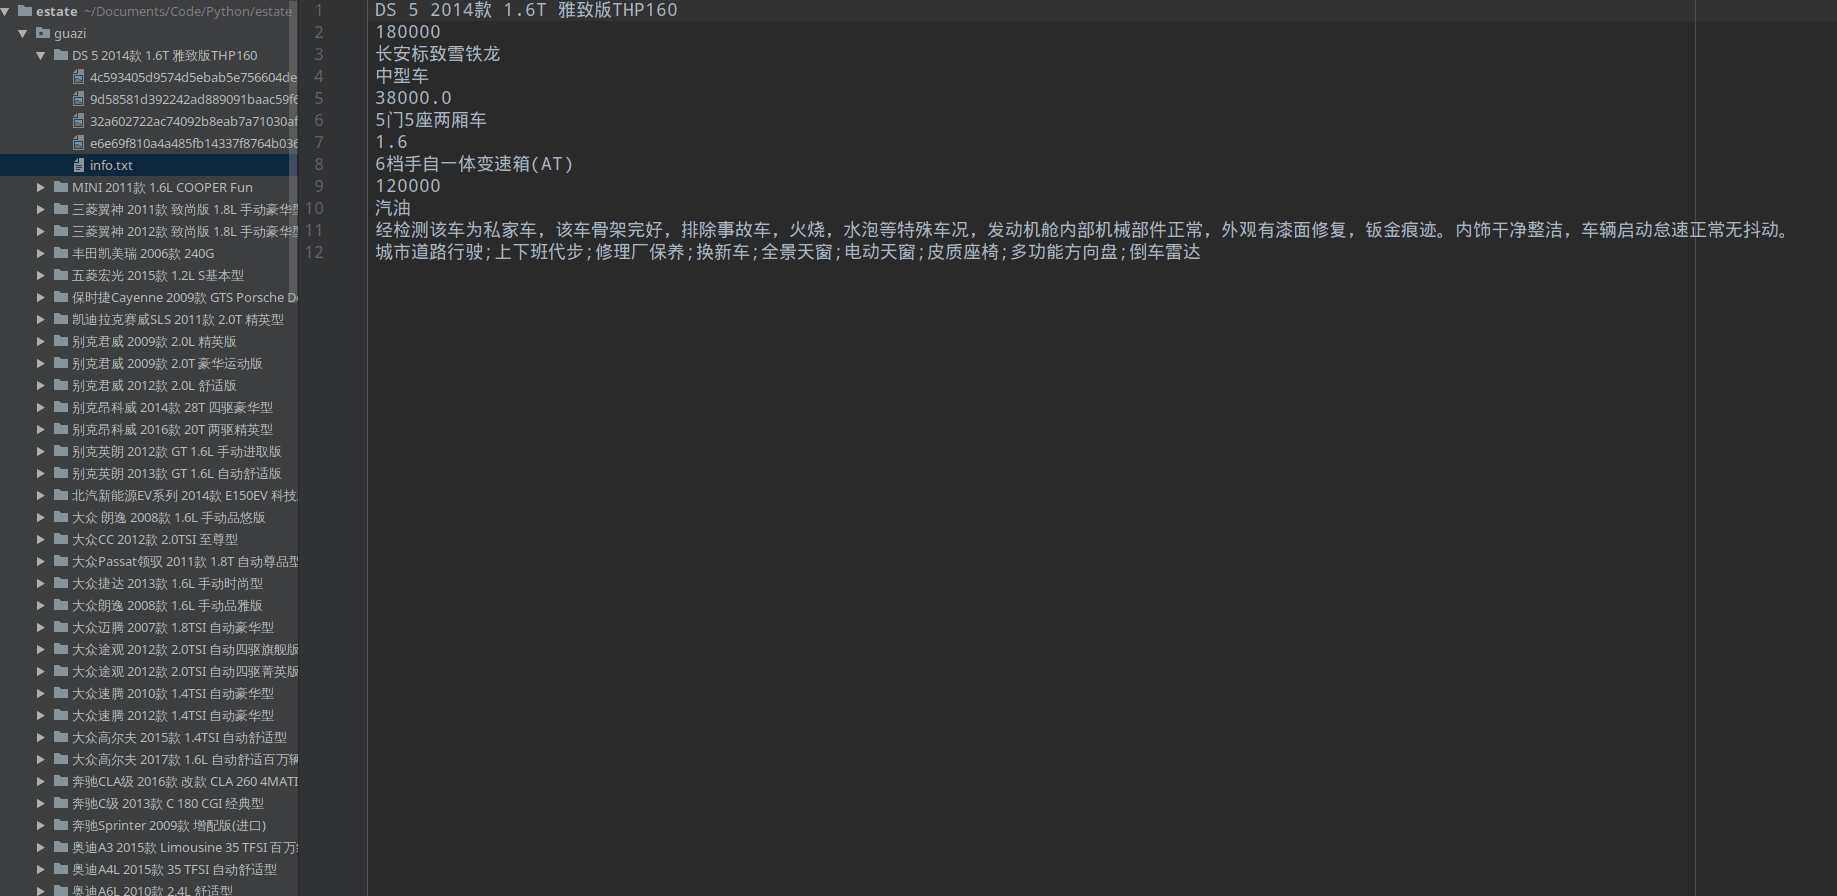 estate ~/Documents/Code/Python/estate
guazi
DS 5 2014款 1.6T 雅致版THP160
4c593405d9574d5ebab5e756604de
9d58581d392242ad889091baac59f6
32a602722ac74092b8eab7a71030af
e6e69f810a4a485fb14337f8764b036
info.txt
MINI 2011款 1.6L COOPER Fun
三菱翼神 2011款 致尚版 1.8L 手动豪华型
三菱翼神 2012款 致尚版 1.8L 手动豪华
丰田凯美瑞 2006款 240G
五菱宏光 2015款 1.2L S基本型
保时捷Cayenne 2009款 GTS Porsche De
凯迪拉克赛威SLS 2011款 2.0T 精英型
别克君威 2009款 2.0L 精英版
别克君威 2009款 2.0T 豪华运动版
别克君威 2012款 2.0L 舒适版
别克昂科威 2014款 28T 四驱豪华型
别克昂科威 2016款 20T 两驱精英型
别克英朗 2012款 GT 1.6L 手动进取版
别克英朗 2013款 GT 1.6L 自动舒适版
北汽新能源EV系列 2014款 E150EV 科技
大众 朗逸 2008款 1.6L 手动品悠版
大众CC 2012款 2.0TSI 至尊型
大众Passat领驭 2011款 1.8T 自动尊品型
大众捷达 2013款 1.6L 手动时尚型
大众朗逸 2008款 1.6L 手动品雅版
大众迈腾 2007款 1.8TSI 自动豪华型
大众途观 2012款 2.0TSI 自动四驱旗舰版
大众途观 2012款 2.0TSI 自动四驱菁英版
大众速腾 2010款 1.4TSI 自动豪华型
大众速腾 2012款 1.4TSI 自动豪华型
大众高尔夫 2015款 1.4TSI 自动舒适型
大众高尔夫 2017款 1.6L 自动舒适百万辆
奔驰CLA级 2016款 改款 CLA 260 4MATI
奔驰C级 2013款 C 180 CGI 经典型
奔驰Sprinter 2009款 增配版(进口)
奥迪A3 2015款 Limousine 35 TFSI 百万
奥迪A4L 2015款 35 TFSI 自动舒适型
奥迪A6L 2010款 2.4L 舒适型
1 DS 5 2014款 1.6T 雅致版THP160
2 180000
3 长安标致雪铁龙
4 中型车
5 38000.0
6 5门5座两厢车
7 1.6
8 6档手自一体变速箱(AT)
9 120000
10 汽油
11 经检测该车为私家车，该车骨架完好，排除事故车，火烧，水泡等特殊车况，发动机舱内部机械部件正常，外观有漆面修复，钣金痕迹。内饰干净整洁，车辆启动怠速正常无抖动。
12 城市道路行驶;上下班代步;修理厂保养;换新车;全景天窗;电动天窗;皮质座椅;多功能方向盘;倒车雷达